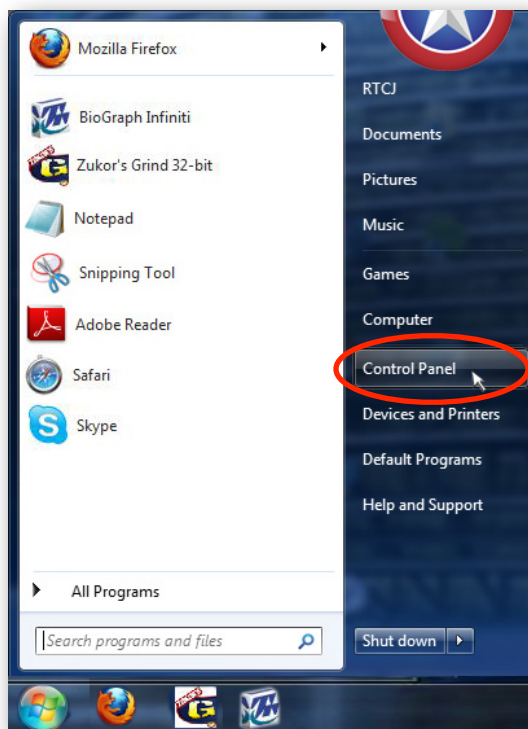 Mozilla Firefox
BioGraph Infiniti
Zukor's Grind 32-bit
Notepad
Snipping Tool
Adobe Reader
Safari
Skype
All Programs
Search programs and files
RTCJ
Documents
Pictures
Music
Games
Computer
Control Panel
Devices and Printers
Default Programs
Help and Support
Shut down